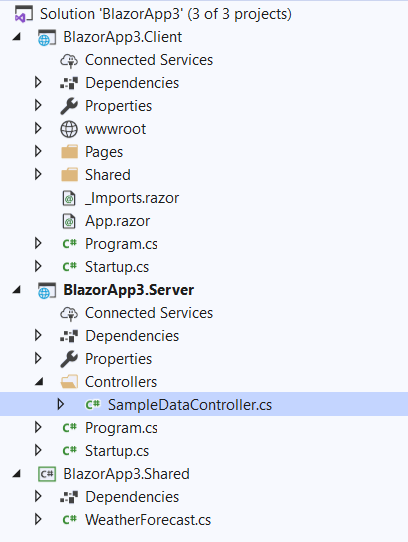 Solution 'BlazorApp3' (3 of 3 projects)
BlazorApp3.Client
Connected Services
Dependencies
Properties
wwwroot
Pages
Shared
_Imports.razor
App.razor
C# Program.cs
C# Startup.cs
BlazorApp3.Server
Connected Services
Dependencies
Properties
Controllers
C# SampleDataController.cs
C# Program.cs
C# Startup.cs
C# BlazorApp3.Shared
Dependencies
C# WeatherForecast.cs